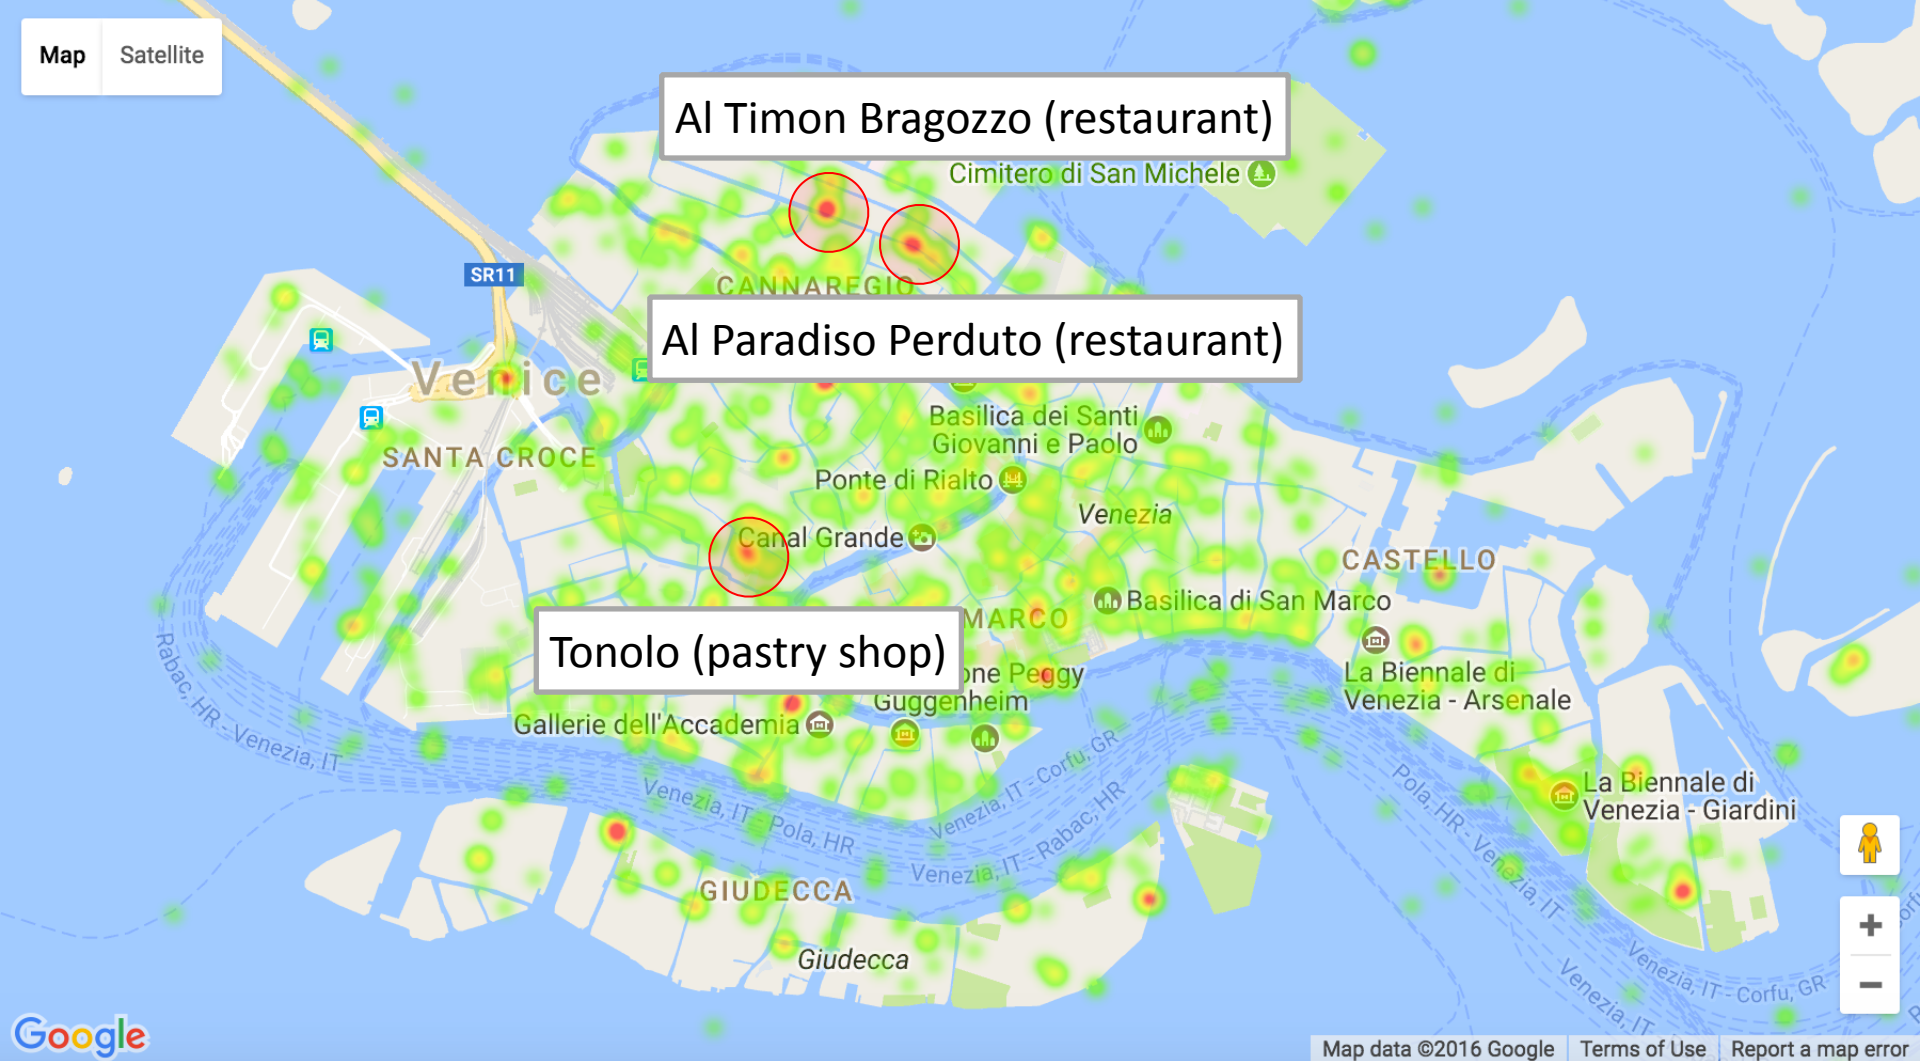 Map
Satellite
Al Timon Bragozzo (restaurant)
Cimitero di San Michele
SR11
CANNAREGIO
Al Paradiso Perduto (restaurant)
Venice
Basilica dei Santi
Giovanni e Paolo
SANTA CROCE
Ponte di Rialto
Venezia
Canal Grande
CASTELLO
Basilica di San Marco
MARCO
Tonolo (pastry shop)
one Peggy
Guggenheim
La Biennale di
Venezia - Arsenale
Gallerie dell'Accademia
Rabac, HR - Venezia, IT
Venezia, IT - Pola, HR
Venezia, IT - Corfu, GR
Venezia, IT - Rabac, HR
Pola, HR - Venezia, IT
La Biennale di
Venezia - Giardini
GIUDECCA
Giudecca
Venezia, IT - Corfu, GR
Venezia, IT
Google
Map data ©2016 Google
Terms of Use
Report a map error